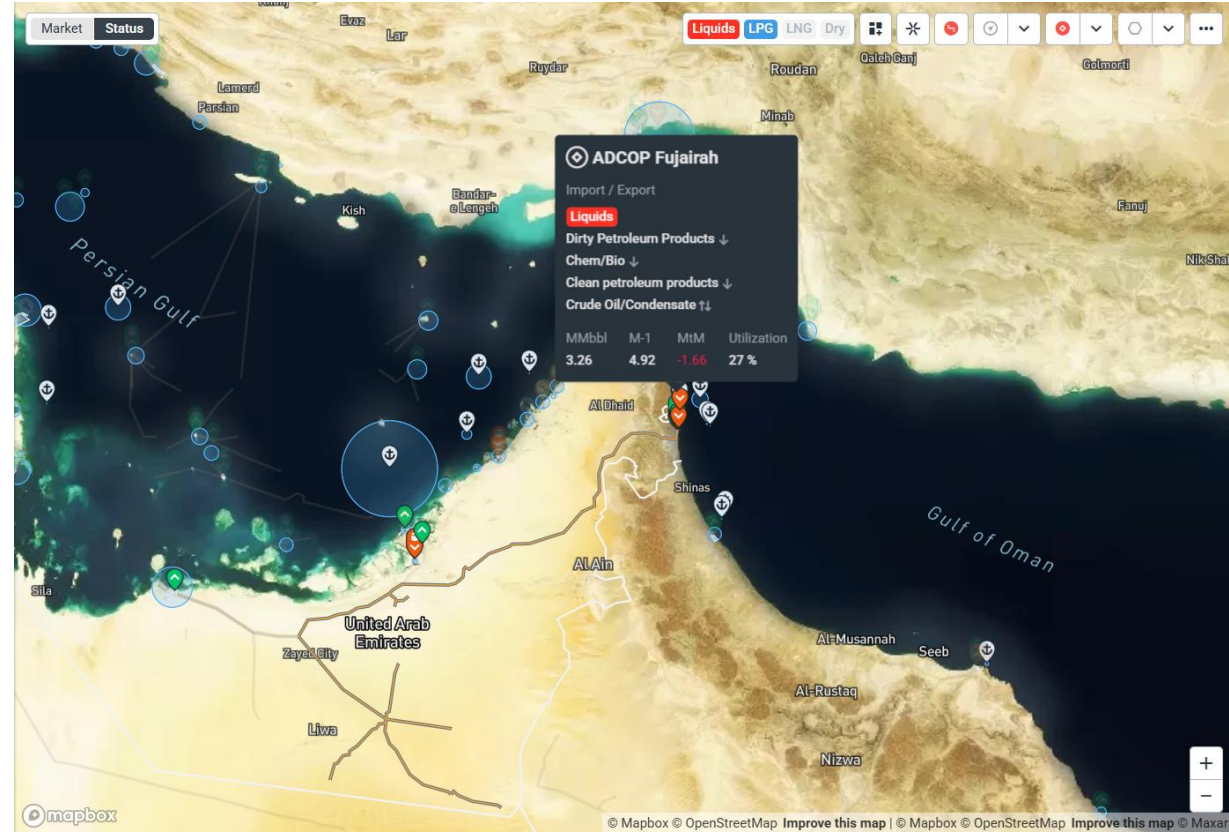 Market Status
Liquids LPG LNG Dry
Evaz
Lar
Ruydar
Roudan
Qaleh Ganj
Golmorti
Lamerd
Parsian
Minab
ADCOP Fujairah
Import / Export
Liquids
Dirty Petroleum Products ↓
Chem/Bio ↓
Clean petroleum products ↓
Crude Oil/Condensate ↑↓
MMbbl M-1 MtM Utilization
3.26 4.92 -1.66 27 %
Bandar-
e Lengeh
Kish
Fanuj
Persian Gulf
Al Dhaid
Shinas
Gulf of Oman
Al Ain
Sila
United Arab
Emirates
Zayed City
Al-Musannah
Seeb
Al-Rustaq
Liwa
Nizwa
+
−
mapbox
© Mapbox © OpenStreetMap Improve this map | © Mapbox © OpenStreetMap Improve this map © Maxar